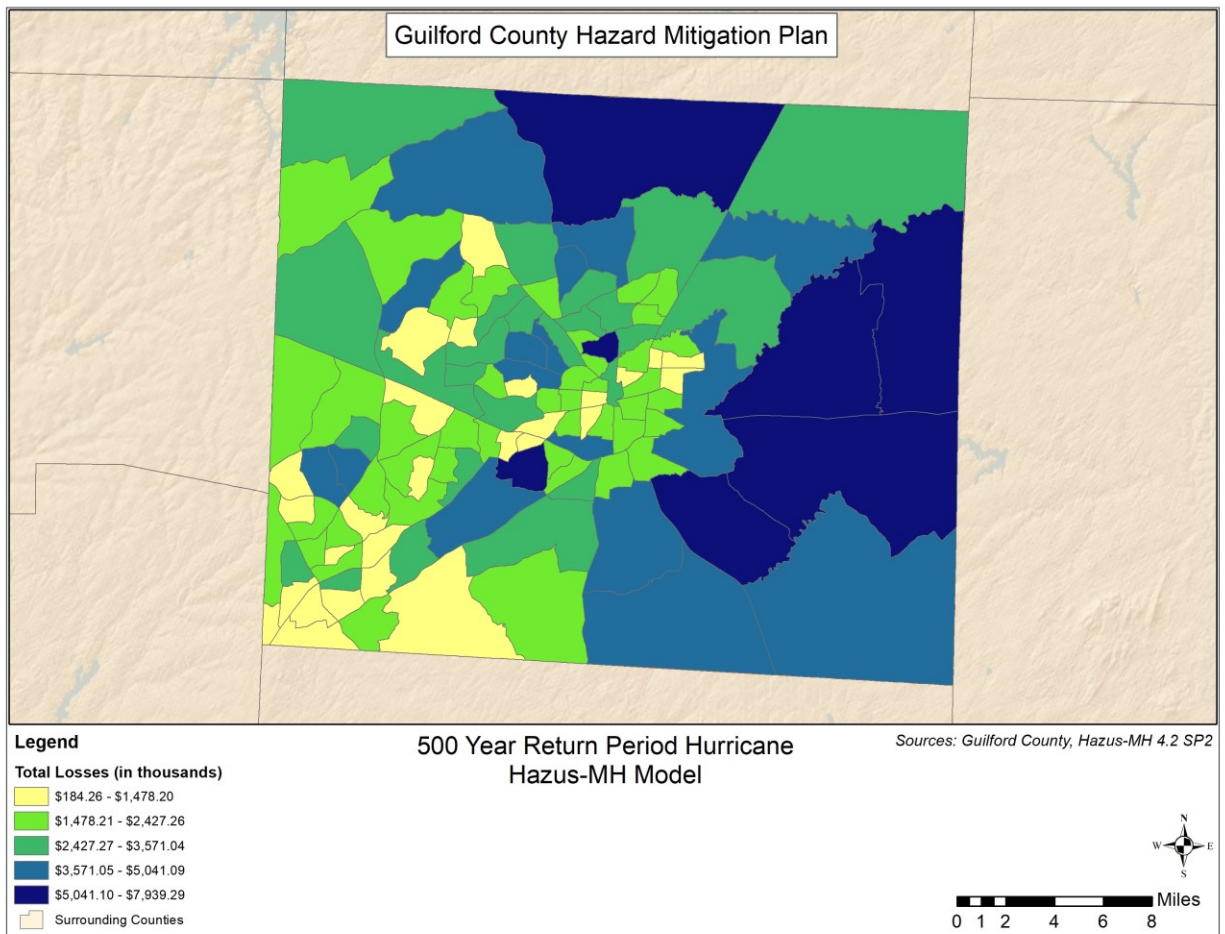 Guilford County Hazard Mitigation Plan
Legend
500 Year Return Period Hurricane
Hazus-MH Model
Sources: Guilford County, Hazus-MH 4.2 SP2
Total Losses (in thousands)
$184.26 - $1,478.20
$1,478.21 - $2,427.26
$2,427.27 - $3,571.04
$3,571.05 - $5,041.09
$5,041.10 - $7,939.29
Surrounding Counties
N
W E
S
Miles
0 1 2 4 6 8